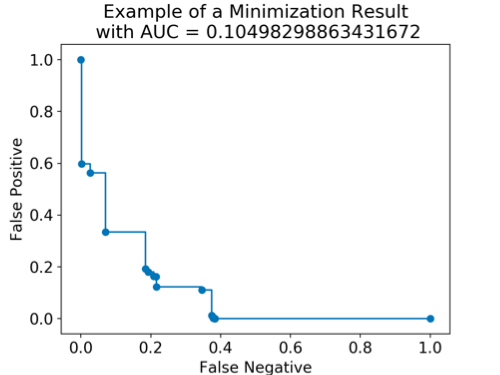 Example of a Minimization Result
with AUC = 0.10498298863431672
1.0
0.8
0.6
0.4
0.2
0.0
False Positive
0.0 0.2 0.4 0.6 0.8 1.0
False Negative